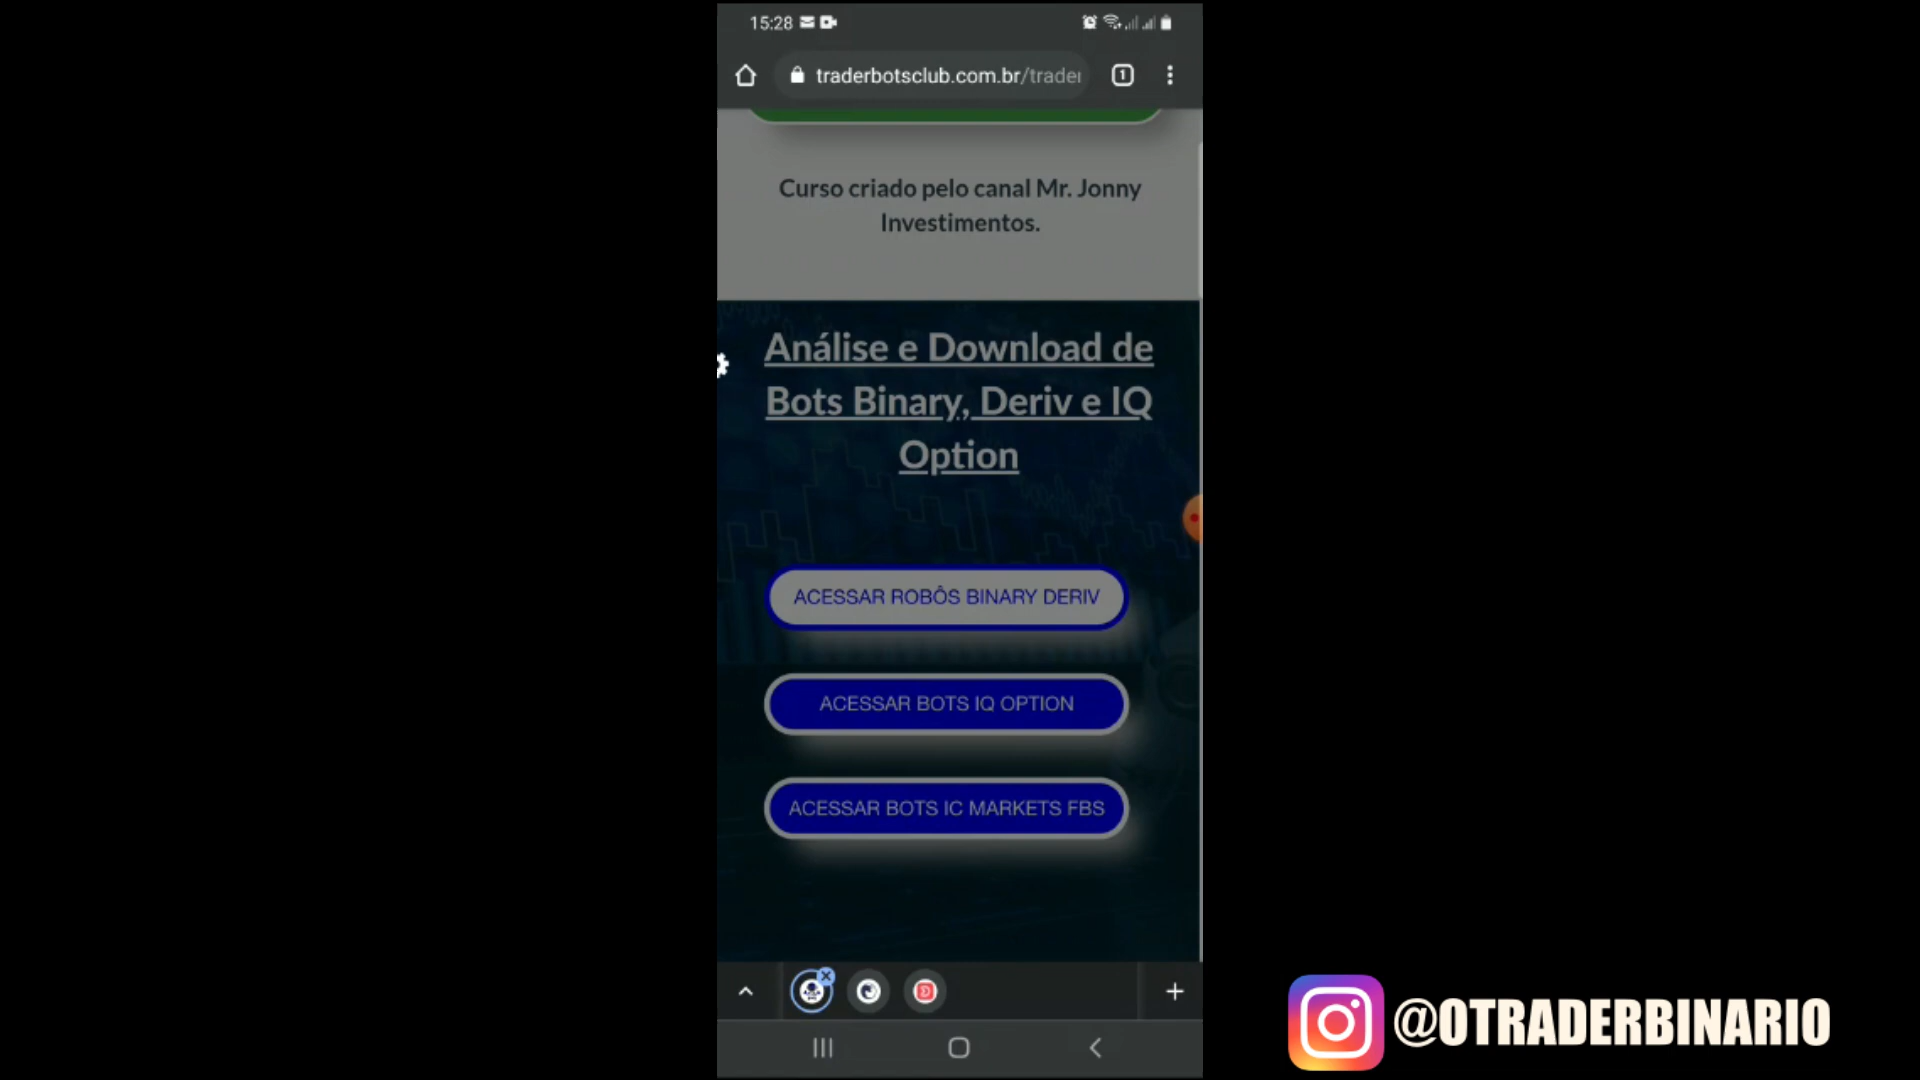 15:28
traderbotsclub.com.br/trader
1
Curso criado pelo canal Mr. Jonny
Investimentos.
Análise e Download de
Bots Binary, Deriv e IQ
Option
ACESSAR ROBÔS BINARY DERIV
ACESSAR BOTS IQ OPTION
ACESSAR BOTS IC MARKETS FBS
@OTRADERBINARIO